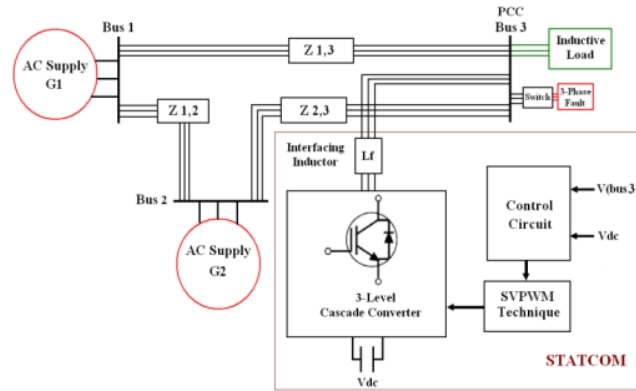 Bus 1
PCC
Bus 3
AC Supply
G1
Z 1,3
Inductive
Load
Z 1,2
Z 2,3
Switch
3-Phase
Fault
Interfacing
Inductor
Lf
Bus 2
AC Supply
G2
Control
Circuit
V(bus3
Vdc
3-Level
Cascade Converter
SVPWM
Technique
Vdc
STATCOM